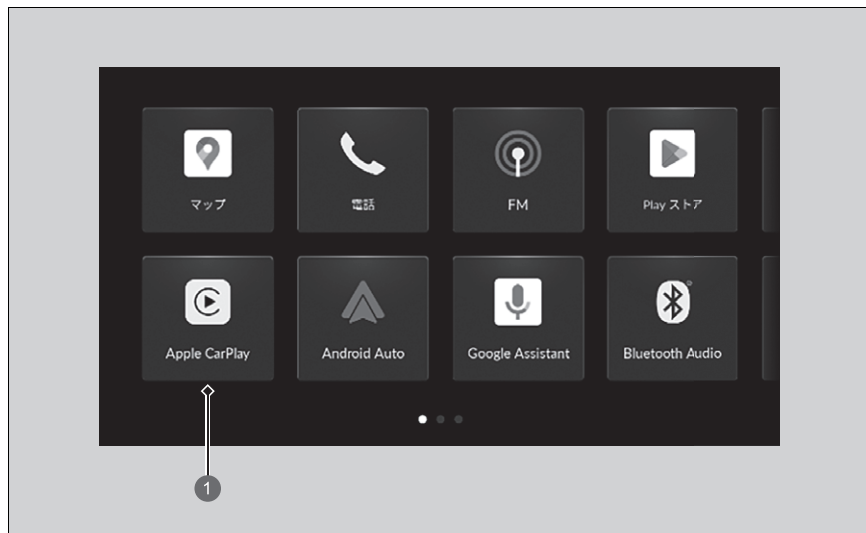 マップ
電話
FM
Play ストア
Apple CarPlay
Android Auto
Google Assistant
Bluetooth Audio
1